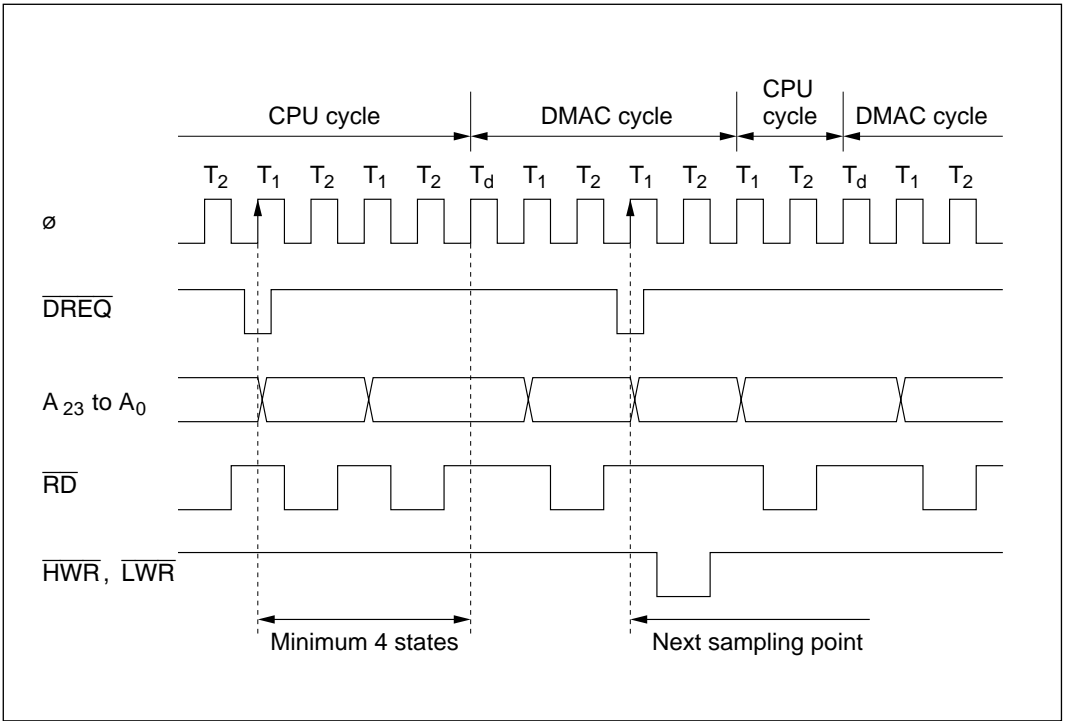 CPU cycle DMAC cycle CPU cycle DMAC cycle
T2 T1 T2 T1 T2 Td T1 T2 T1 T2 T1 T2 Td T1 T2
ø
DREQ
A23 to A0
RD
HWR, LWR
Minimum 4 states Next sampling point